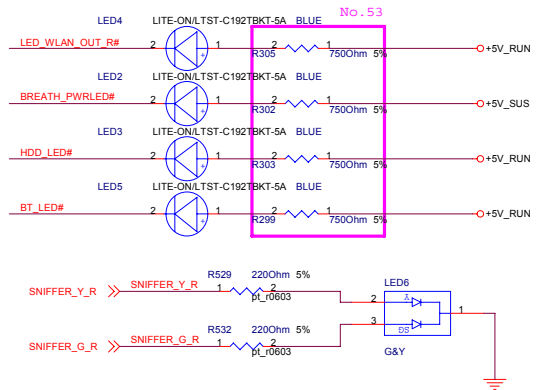 No.53
LED4 LITE-ON/LTST-C192TBKT-5A BLUE
LED_WLAN_OUT_R# 2 1 2 1 +5V_RUN
R305 750Ohm 5%
LED2 LITE-ON/LTST-C192TBKT-5A BLUE
BREATH_PWRLED# 2 1 2 1 +5V_SUS
R302 750Ohm 5%
LED3 LITE-ON/LTST-C192TBKT-5A BLUE
HDD_LED# 2 1 2 1 +5V_RUN
R303 750Ohm 5%
LED5 LITE-ON/LTST-C192TBKT-5A BLUE
BT_LED# 2 1 2 1 +5V_RUN
R299 750Ohm 5%
R529 220Ohm 5% LED6
SNIFFER_Y_R SNIFFER_Y_R 1 2 2 Y
pt_r0603
1
R532 220Ohm 5% 3 DS
SNIFFER_G_R SNIFFER_G_R 1 2
pt_r0603 G&Y